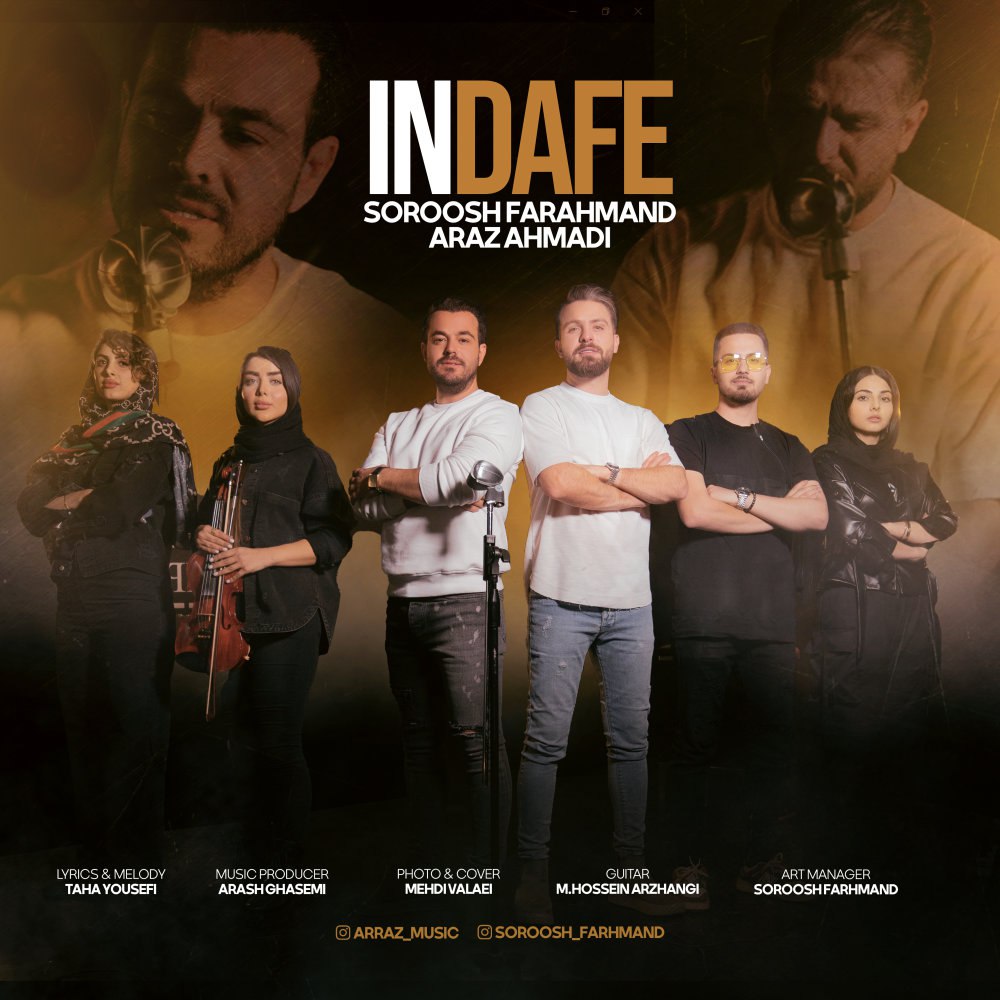 INDAFE
SOROOSH FARAHMAND
ARAZ AHMADI
LYRICS & MELODY
TAHA YOUSEFI
MUSIC PRODUCER
ARASH GHASEMI
PHOTO & COVER
MEHDI VALAEI
GUITAR
M.HOSSEIN ARZHANGI
ART MANAGER
SOROOSH FARHMAND
ARRAZ_MUSIC
SOROOSH_FARHMAND